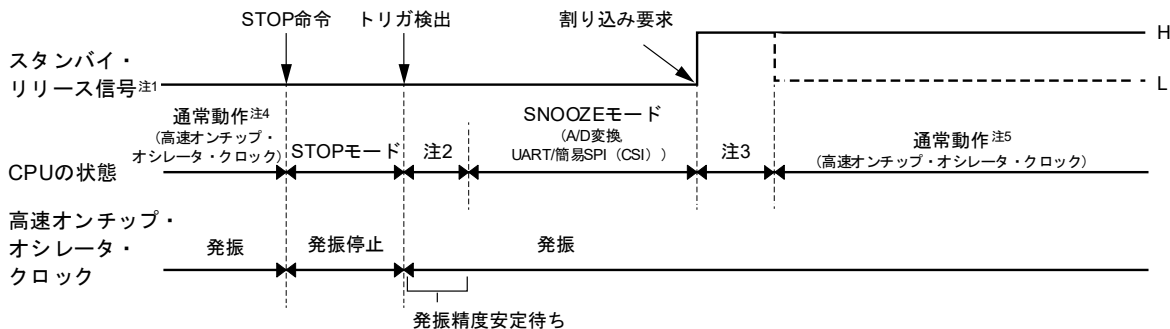 STOP命令
トリガ検出
割り込み要求
H
スタンバイ・
リリース信号注1
L
通常動作注4
（高速オンチップ・
オシレータ・クロック）
STOPモード
注2
SNOOZEモード
（A/D変換,
UART/簡易SPI（CSI））
注3
通常動作注5
（高速オンチップ・オシレータ・クロック）
CPUの状態
高速オンチップ・
オシレータ・
クロック
発振
発振停止
発振
発振精度安定待ち